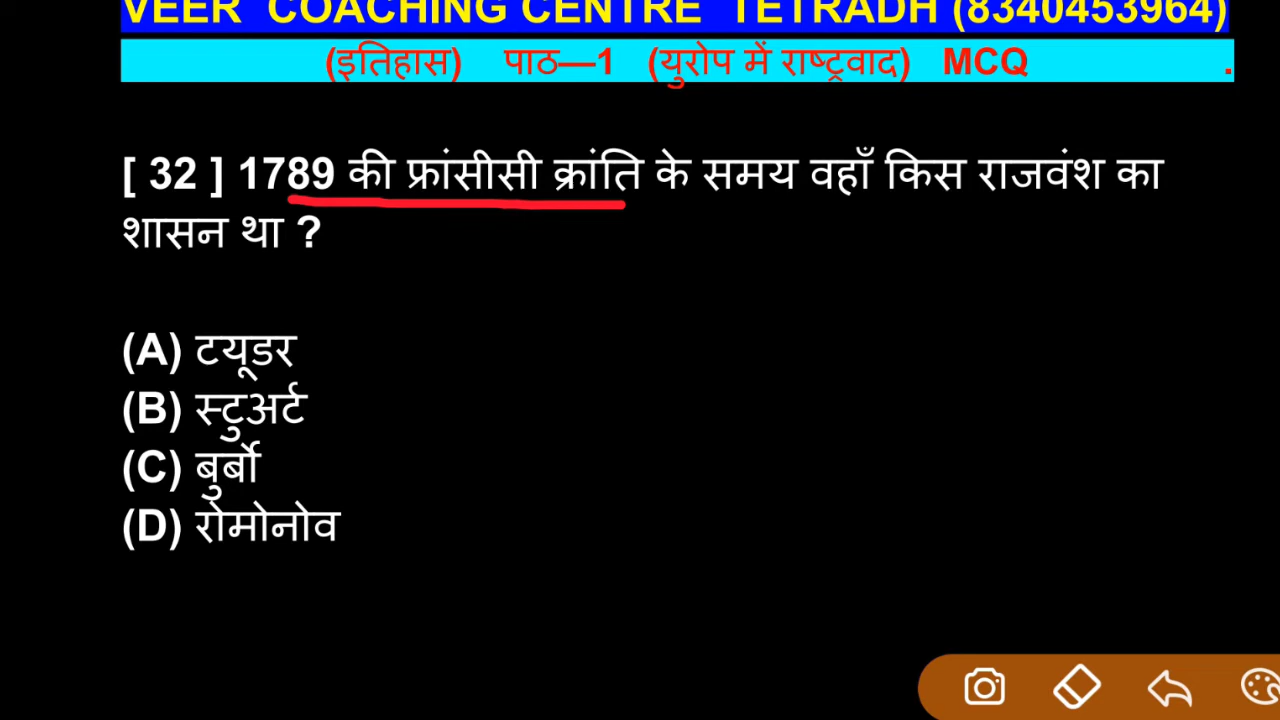 VEER COACHING CENTRE TETRADH (8340453964)
(इतिहास) पाठ—1 (युरोप में राष्ट्रवाद) MCQ .
[ 32 ] 1789 की फ्रांसीसी क्रांति के समय वहाँ किस राजवंश का
शासन था ?
(A) टयूडर
(B) स्टुअर्ट
(C) बुर्बो
(D) रोमोनोव